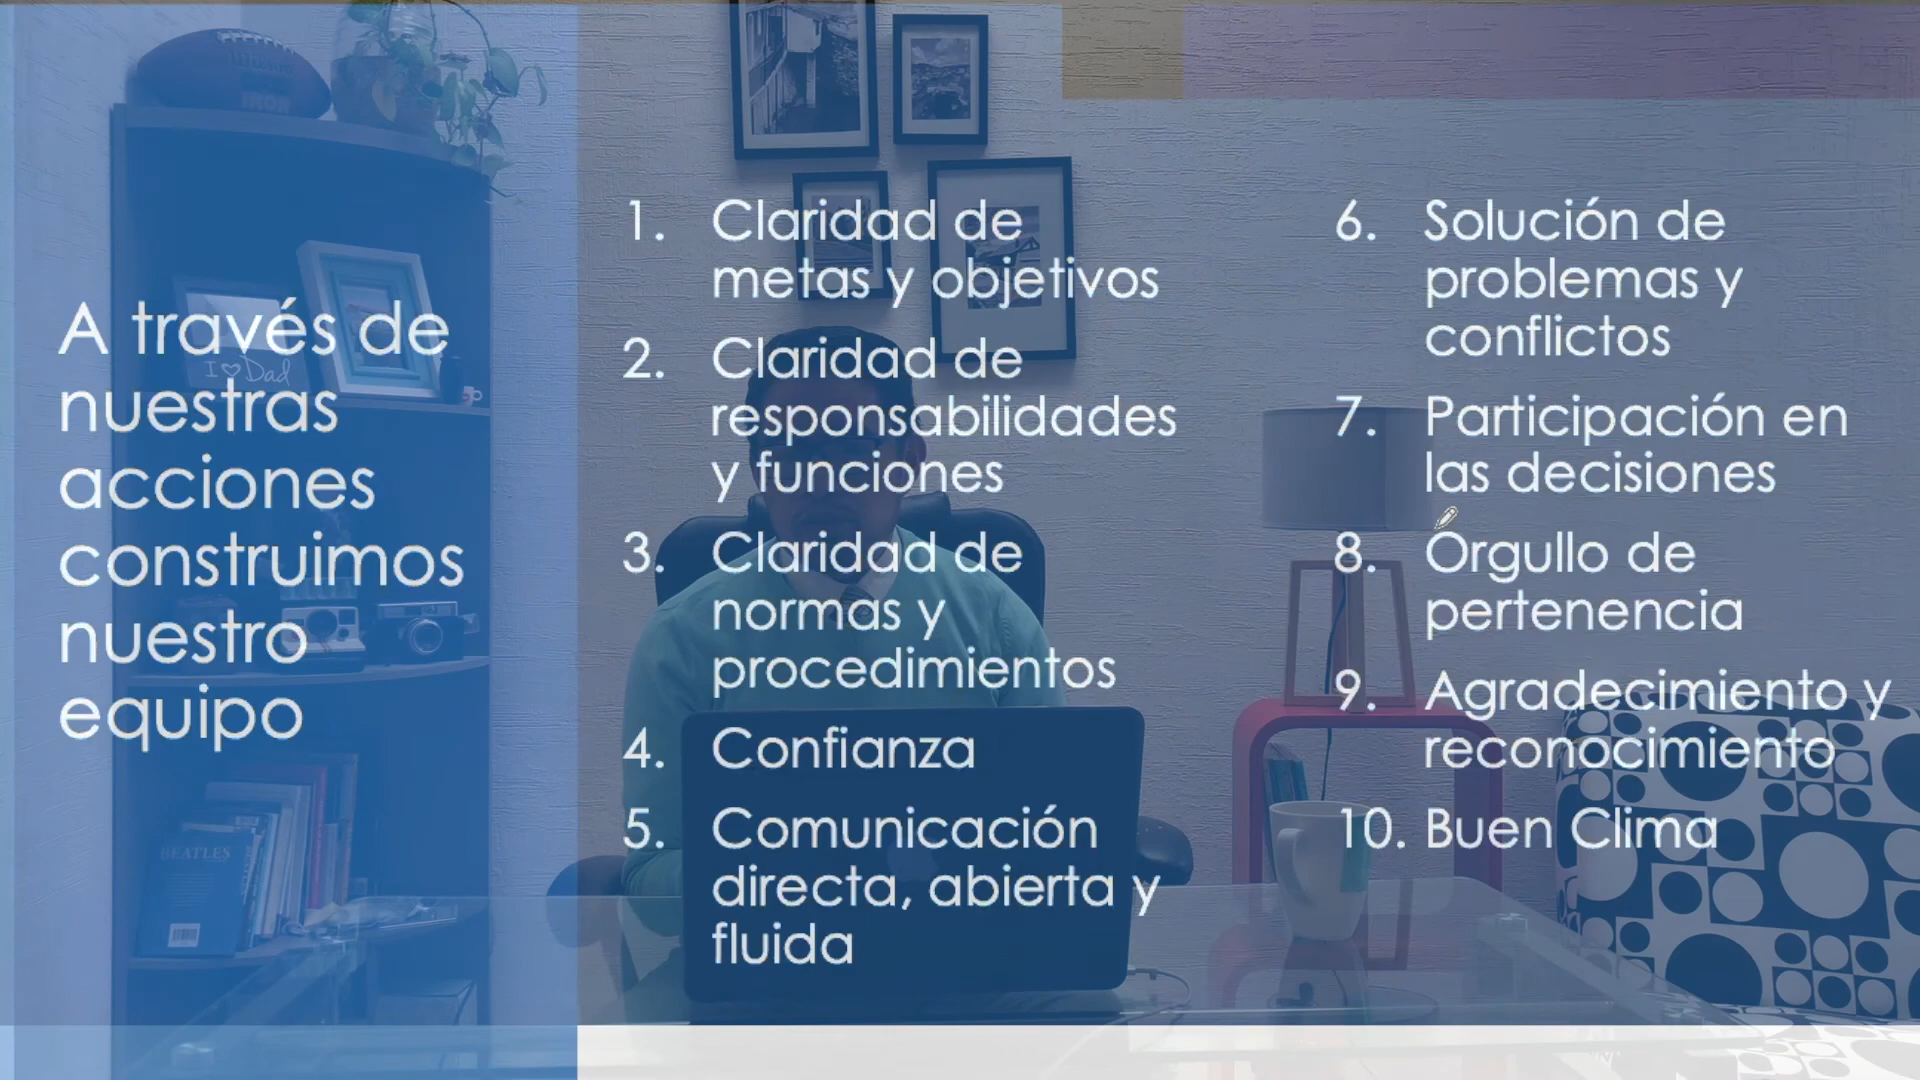 A través de
nuestras
acciones
construimos
nuestro
equipo
1. Claridad de
metas y objetivos
2. Claridad de
responsabilidades
y funciones
3. Claridad de
normas y
procedimientos
4. Confianza
5. Comunicación
directa, abierta y
fluida
6. Solución de
problemas y
conflictos
7. Participación en
las decisiones
8. Orgullo de
pertenencia
9. Agradecimiento y
reconocimiento
10. Buen Clima
I ♡ Dad
BEATLES